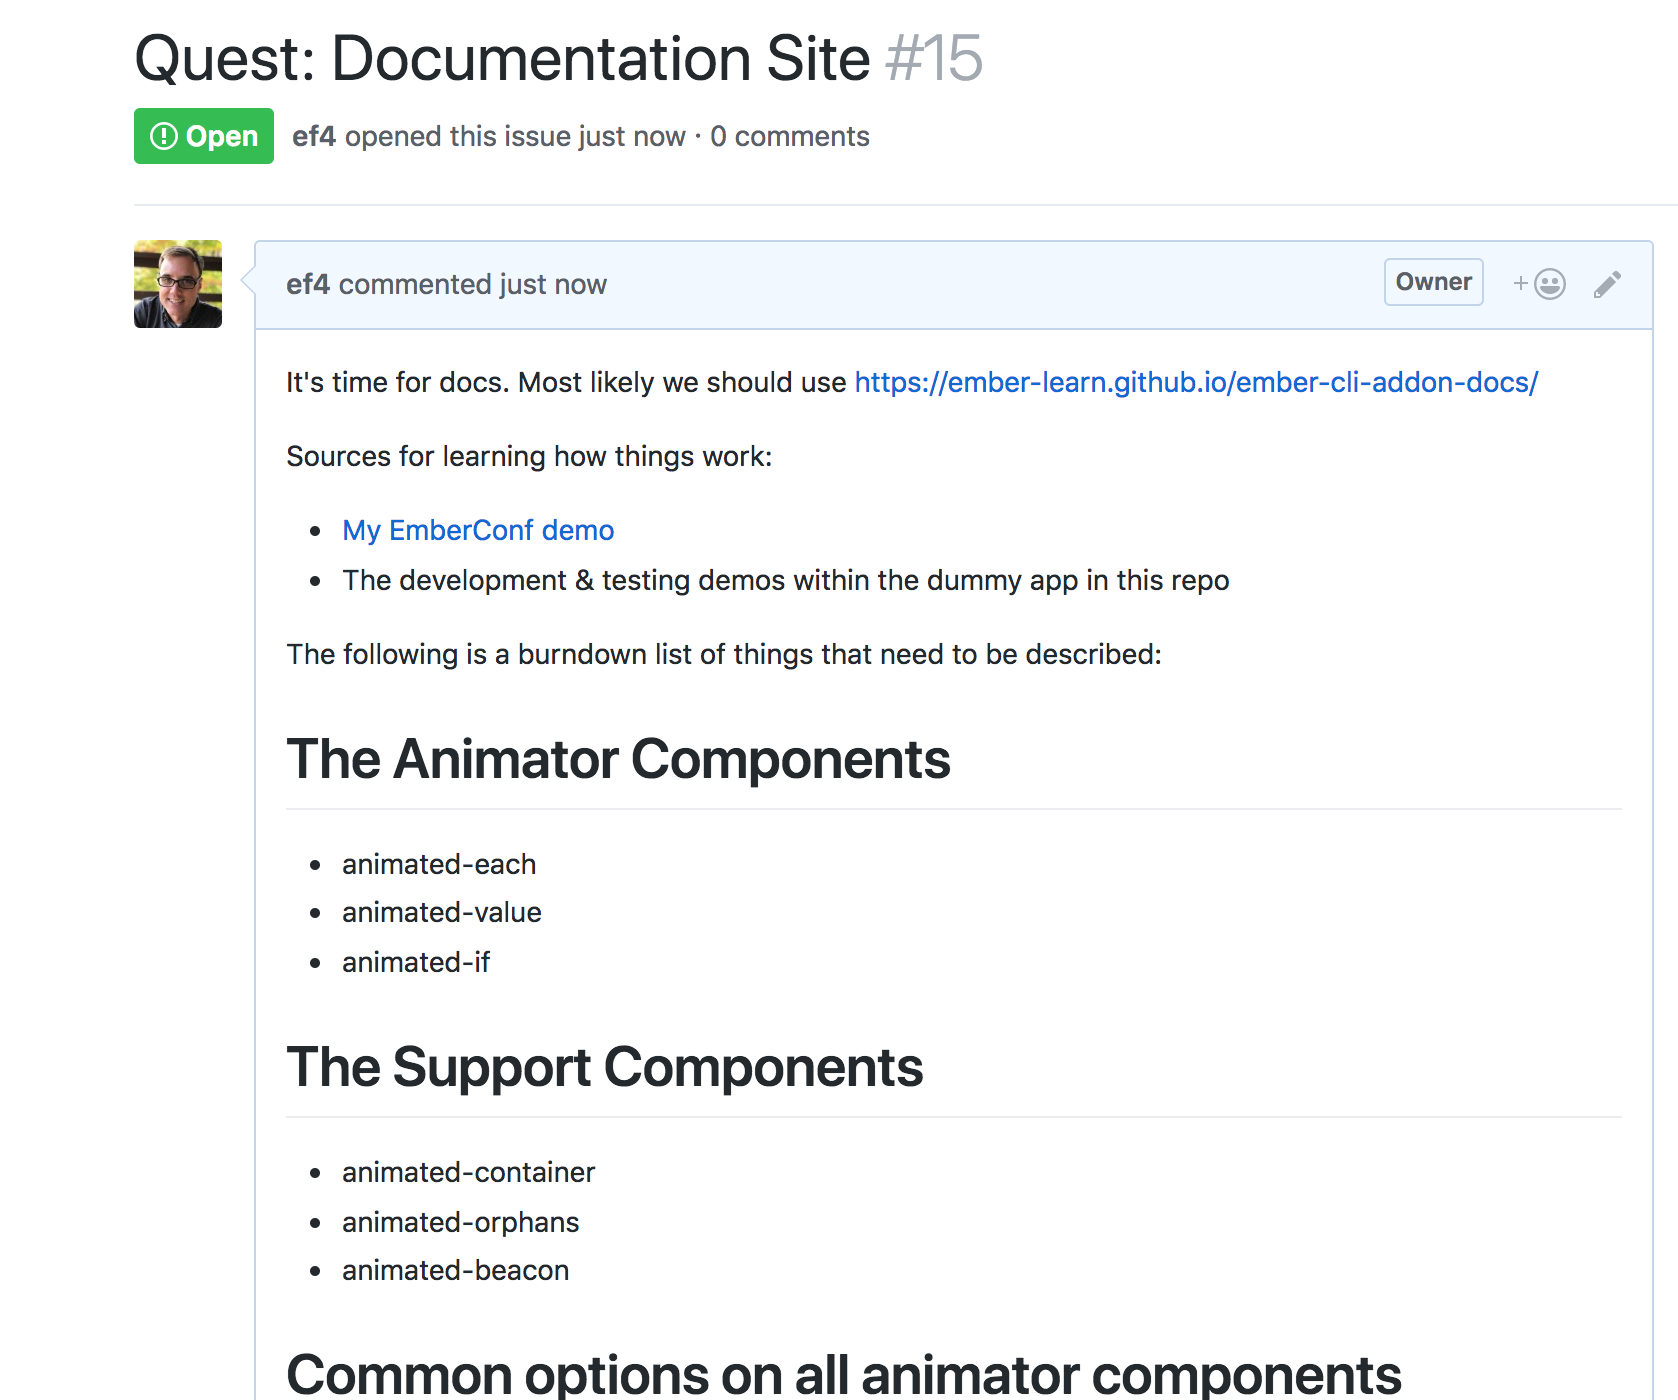 Quest: Documentation Site #15
Open ef4 opened this issue just now · 0 comments
ef4 commented just now Owner +
It's time for docs. Most likely we should use https://ember-learn.github.io/ember-cli-addon-docs/
Sources for learning how things work:
• My EmberConf demo
• The development & testing demos within the dummy app in this repo
The following is a burndown list of things that need to be described:
The Animator Components
• animated-each
• animated-value
• animated-if
The Support Components
• animated-container
• animated-orphans
• animated-beacon
Common options on all animator components